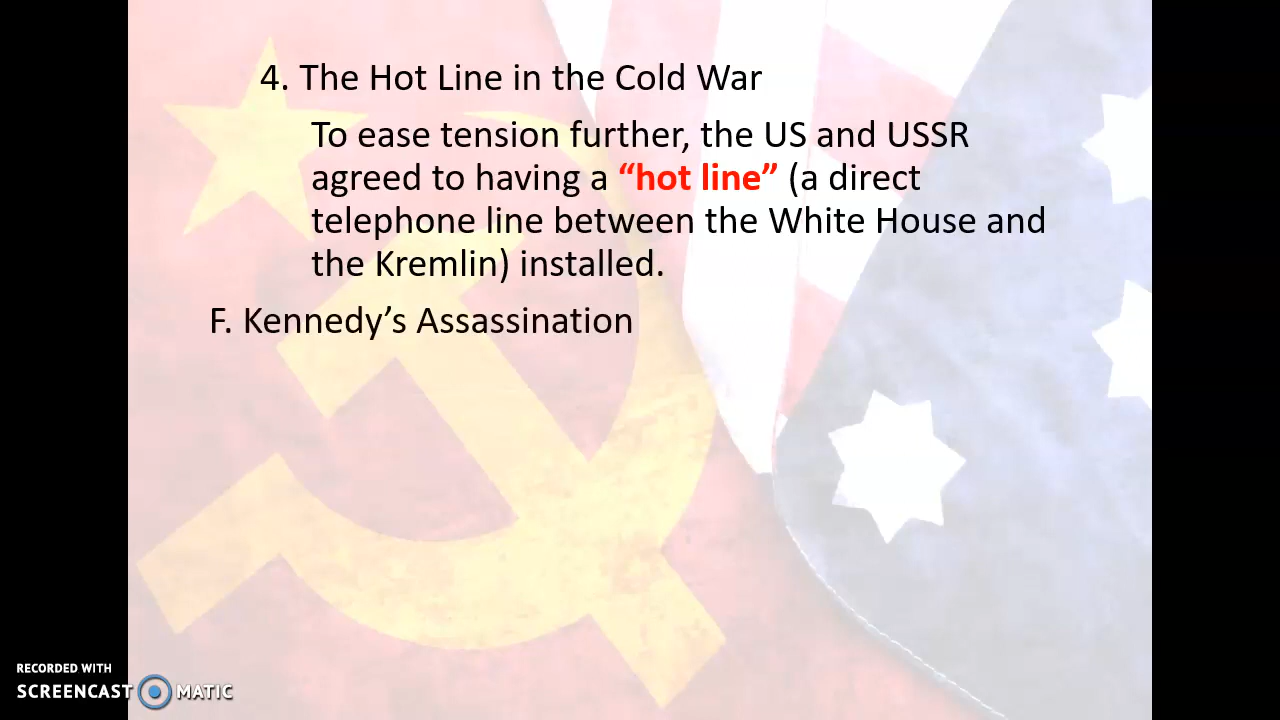 4. The Hot Line in the Cold War
To ease tension further, the US and USSR
agreed to having a “hot line” (a direct
telephone line between the White House and
the Kremlin) installed.
F. Kennedy’s Assassination
RECORDED WITH
SCREENCAST MATIC